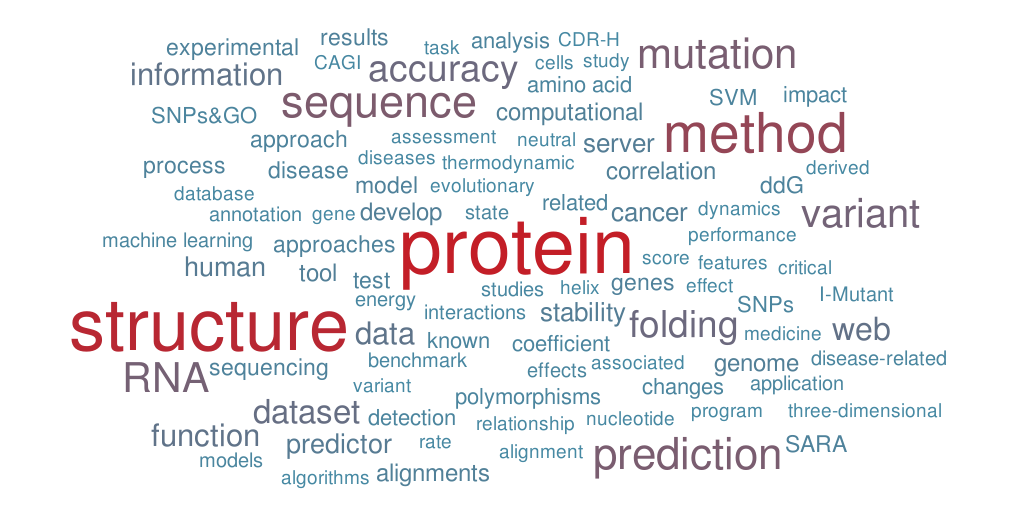 experimental results task analysis CDR-H
information CAGI accuracy cells study mutation
SNPs&GO sequence amino acid SVM impact
computational
approach assessment neutral server method
process disease diseases thermodynamic correlation derived
database model evolutionary ddG
annotation gene develop state related cancer dynamics variant
machine learning approaches protein performance
human tool test score features critical
energy studies helix genes effect I-Mutant
structure interactions stability SNPs
data known coefficient folding medicine web
RNA sequencing benchmark effects associated genome disease-related
variant polymorphisms changes application
dataset detection relationship nucleotide program three-dimensional
function predictor rate alignment prediction SARA
models algorithms alignments